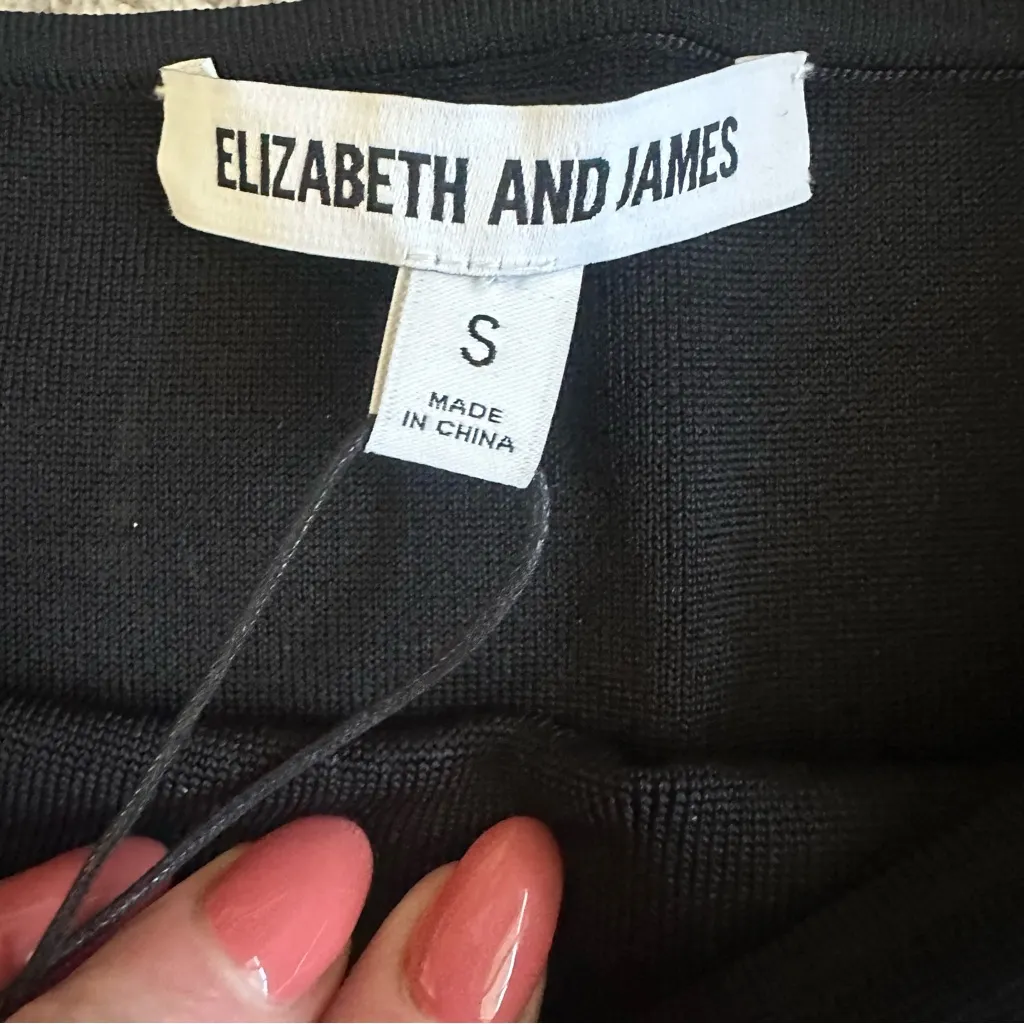 ELIZABETH AND JAMES
S
MADE
IN CHINA